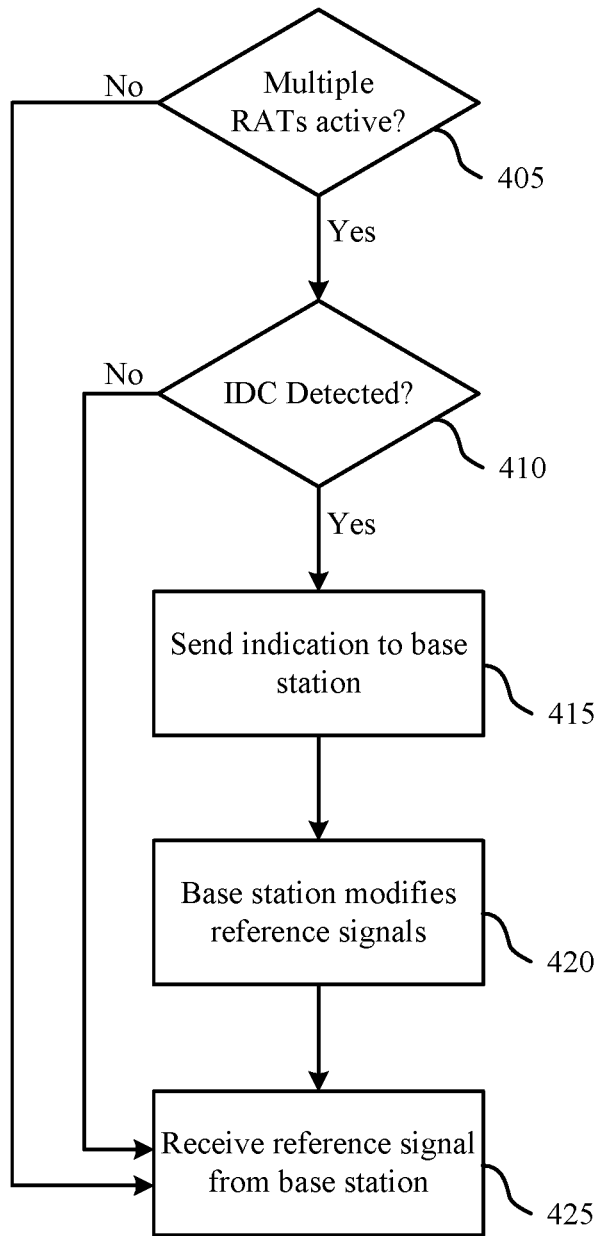 No
Multiple
RATs active?
405
Yes
No
IDC Detected?
410
Yes
Send indication to base
station
415
Base station modifies
reference signals
420
Receive reference signal
from base station
425